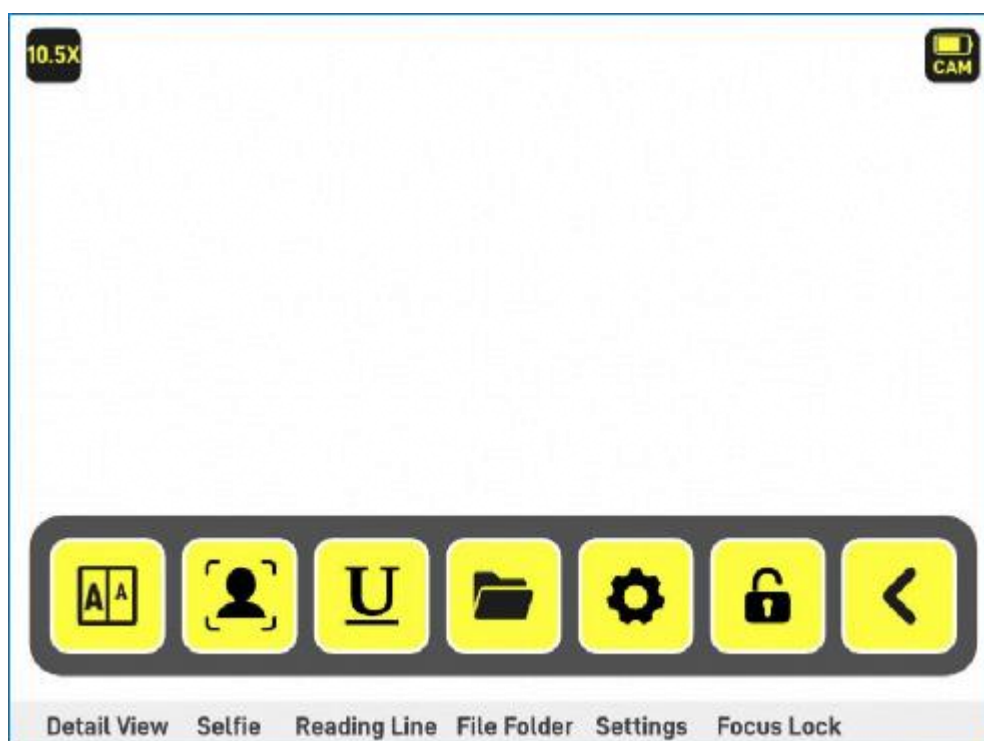 10.5X
CAM
A A
U
Detail View Selfie Reading Line File Folder Settings Focus Lock